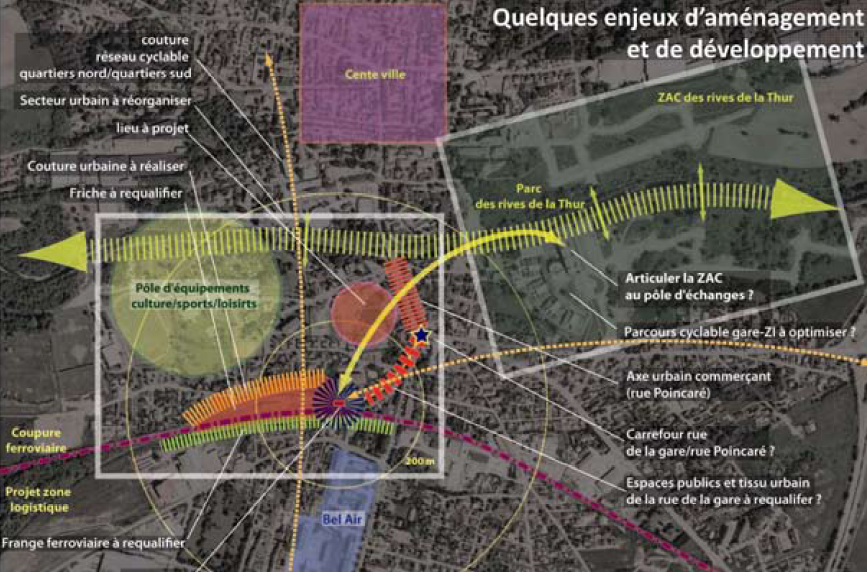 Quelques enjeux d'aménagement
et de développement
couture
réseau cyclable
quartiers nord/quartiers sud
Secteur urbain à réorganiser
lieu à projet
Couture urbaine à réaliser
Friche à requalifier
Cente ville
ZAC des rives de la Thur
Parc
des rives de la Thur
Pôle d'équipements
culture/sports/loisirts
Articuler la ZAC
au pôle d'échanges ?
Parcours cyclable gare-ZI à optimiser ?
Axe urbain commerçant
(rue Poincaré)
Carrefour rue
de la gare/rue Poincaré ?
Espaces publics et tissu urbain
de la rue de la gare à requalifer ?
Coupure
ferroviaire
200 m
Projet zone
logistique
Bel Air
Frange ferroviaire à requalifier